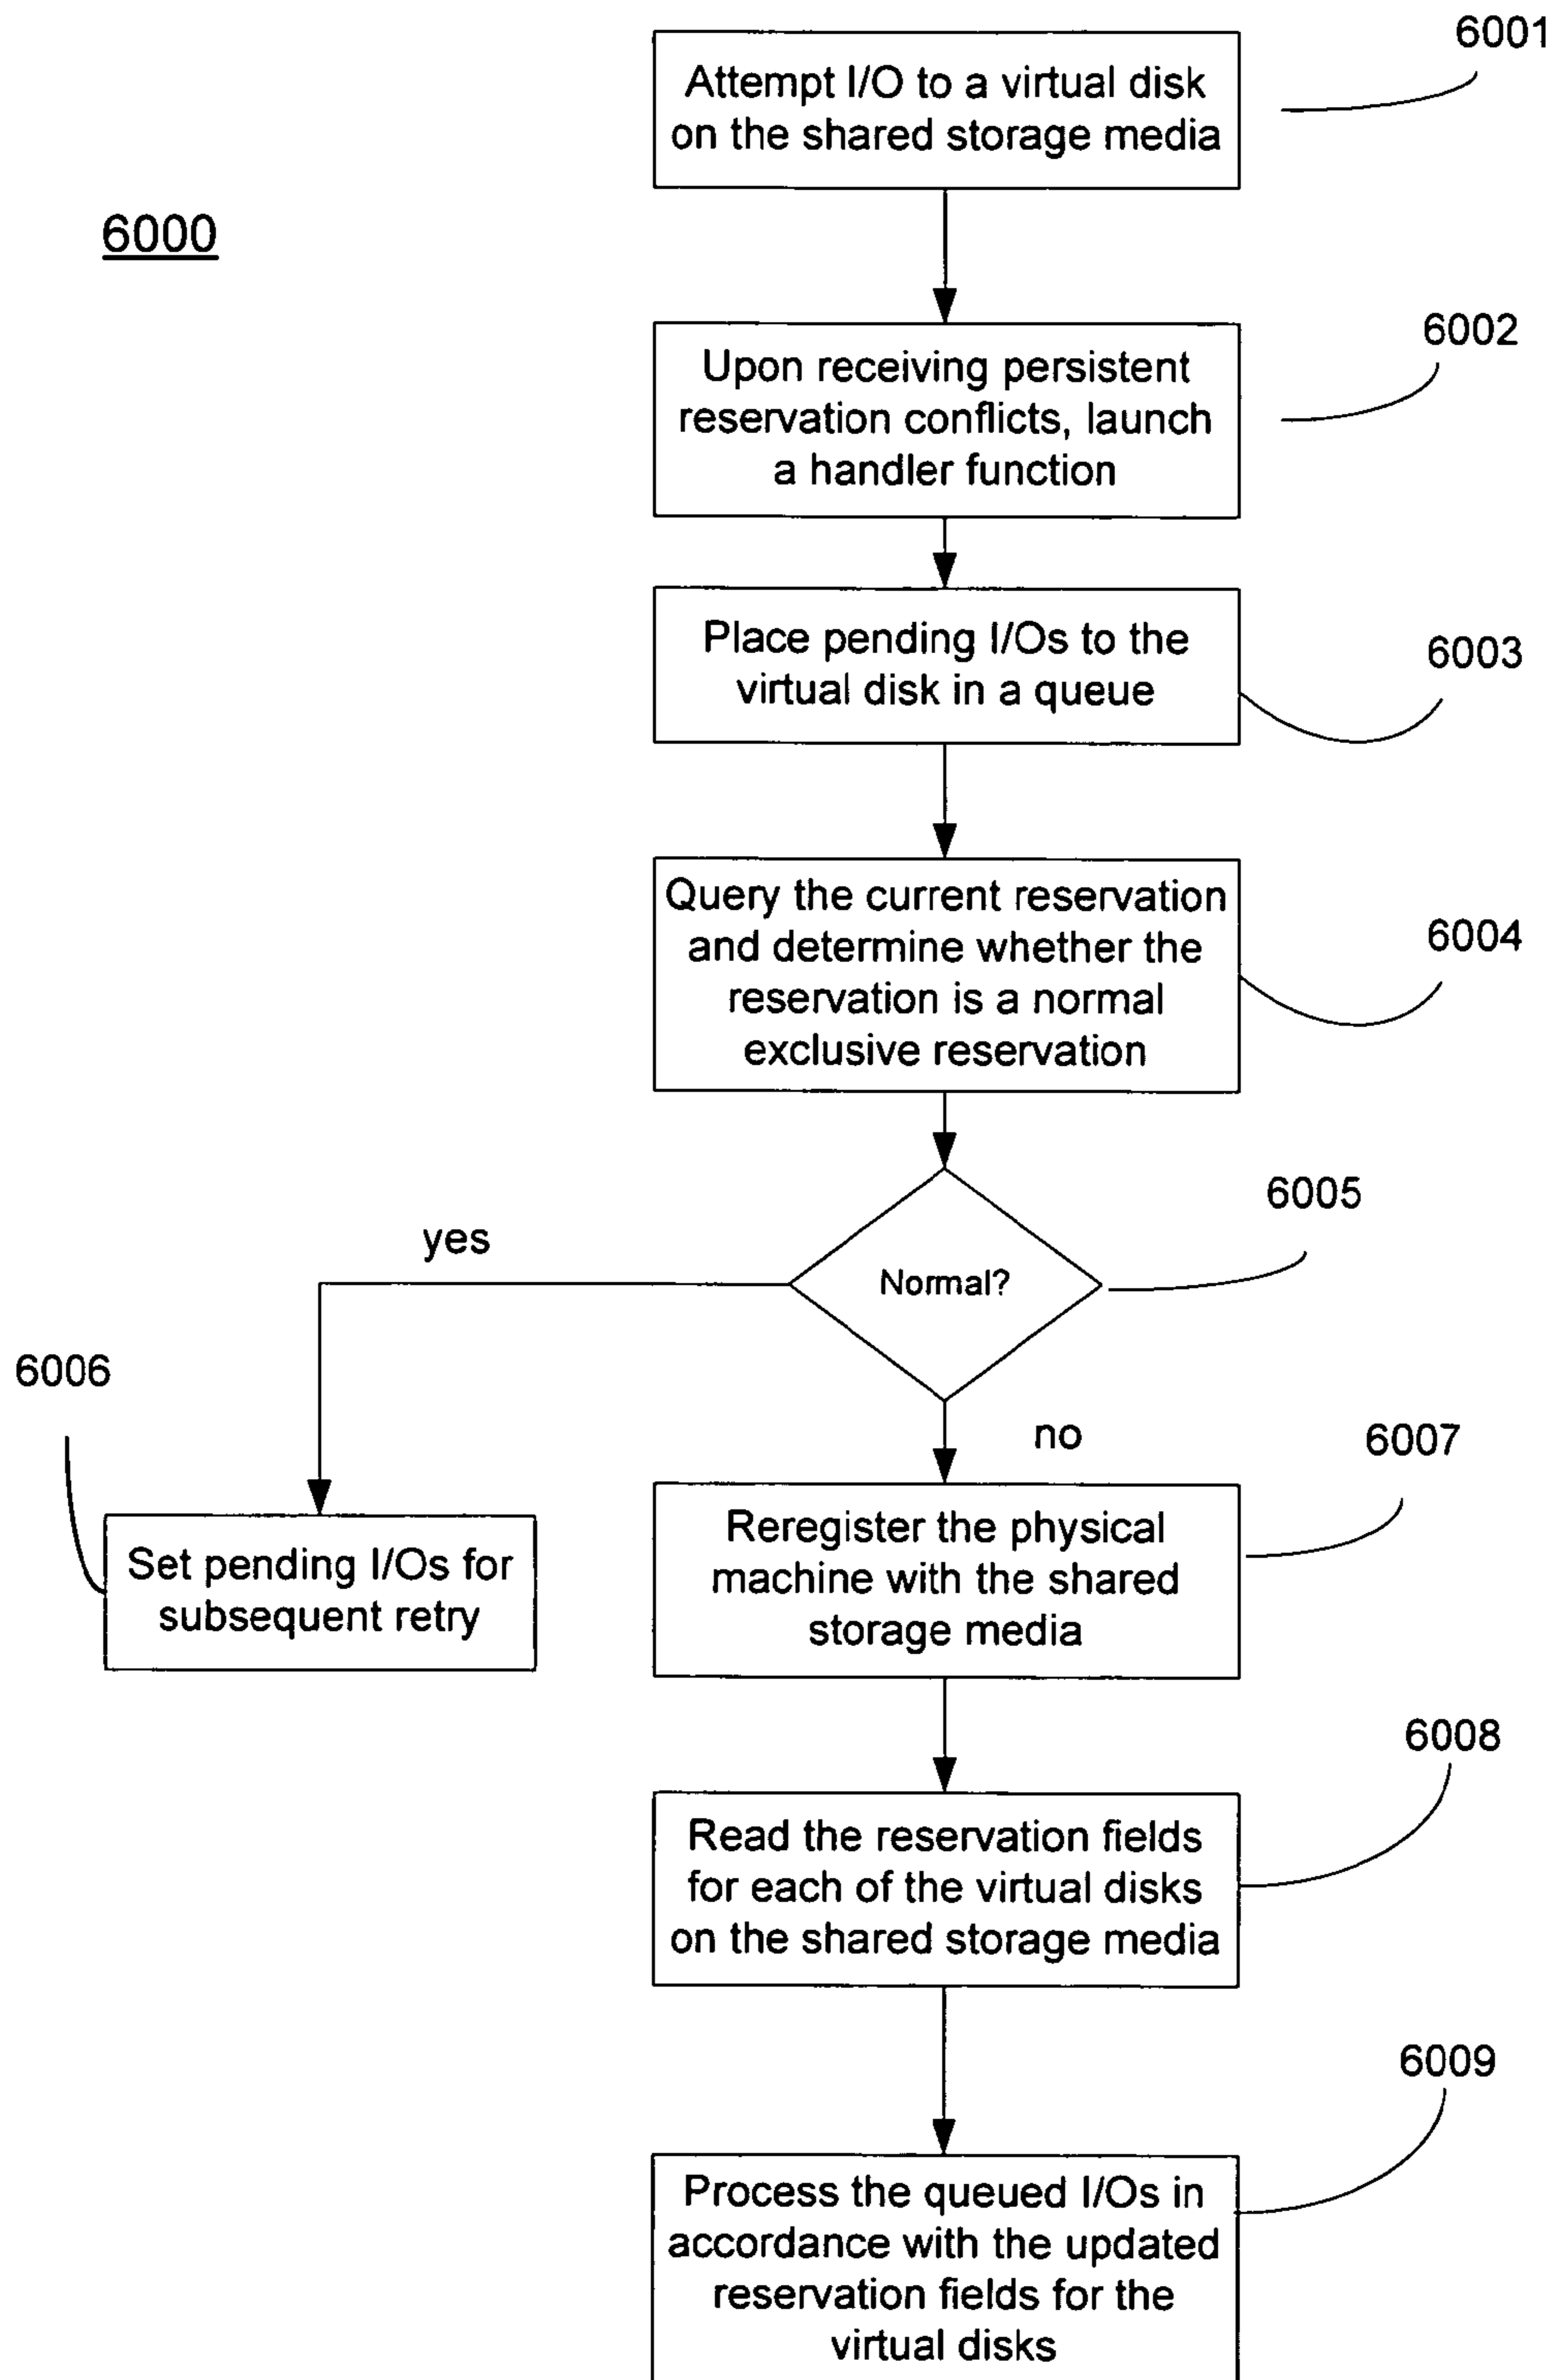 6001
Attempt I/O to a virtual disk
on the shared storage media
6000
6002
Upon receiving persistent
reservation conflicts, launch
a handler function
Place pending I/Os to the
virtual disk in a queue
6003
Query the current reservation
and determine whether the
reservation is a normal
exclusive reservation
6004
6005
yes
Normal?
6006
no
6007
Set pending I/Os for
subsequent retry
Reregister the physical
machine with the shared
storage media
6008
Read the reservation fields
for each of the virtual disks
on the shared storage media
6009
Process the queued I/Os in
accordance with the updated
reservation fields for the
virtual disks